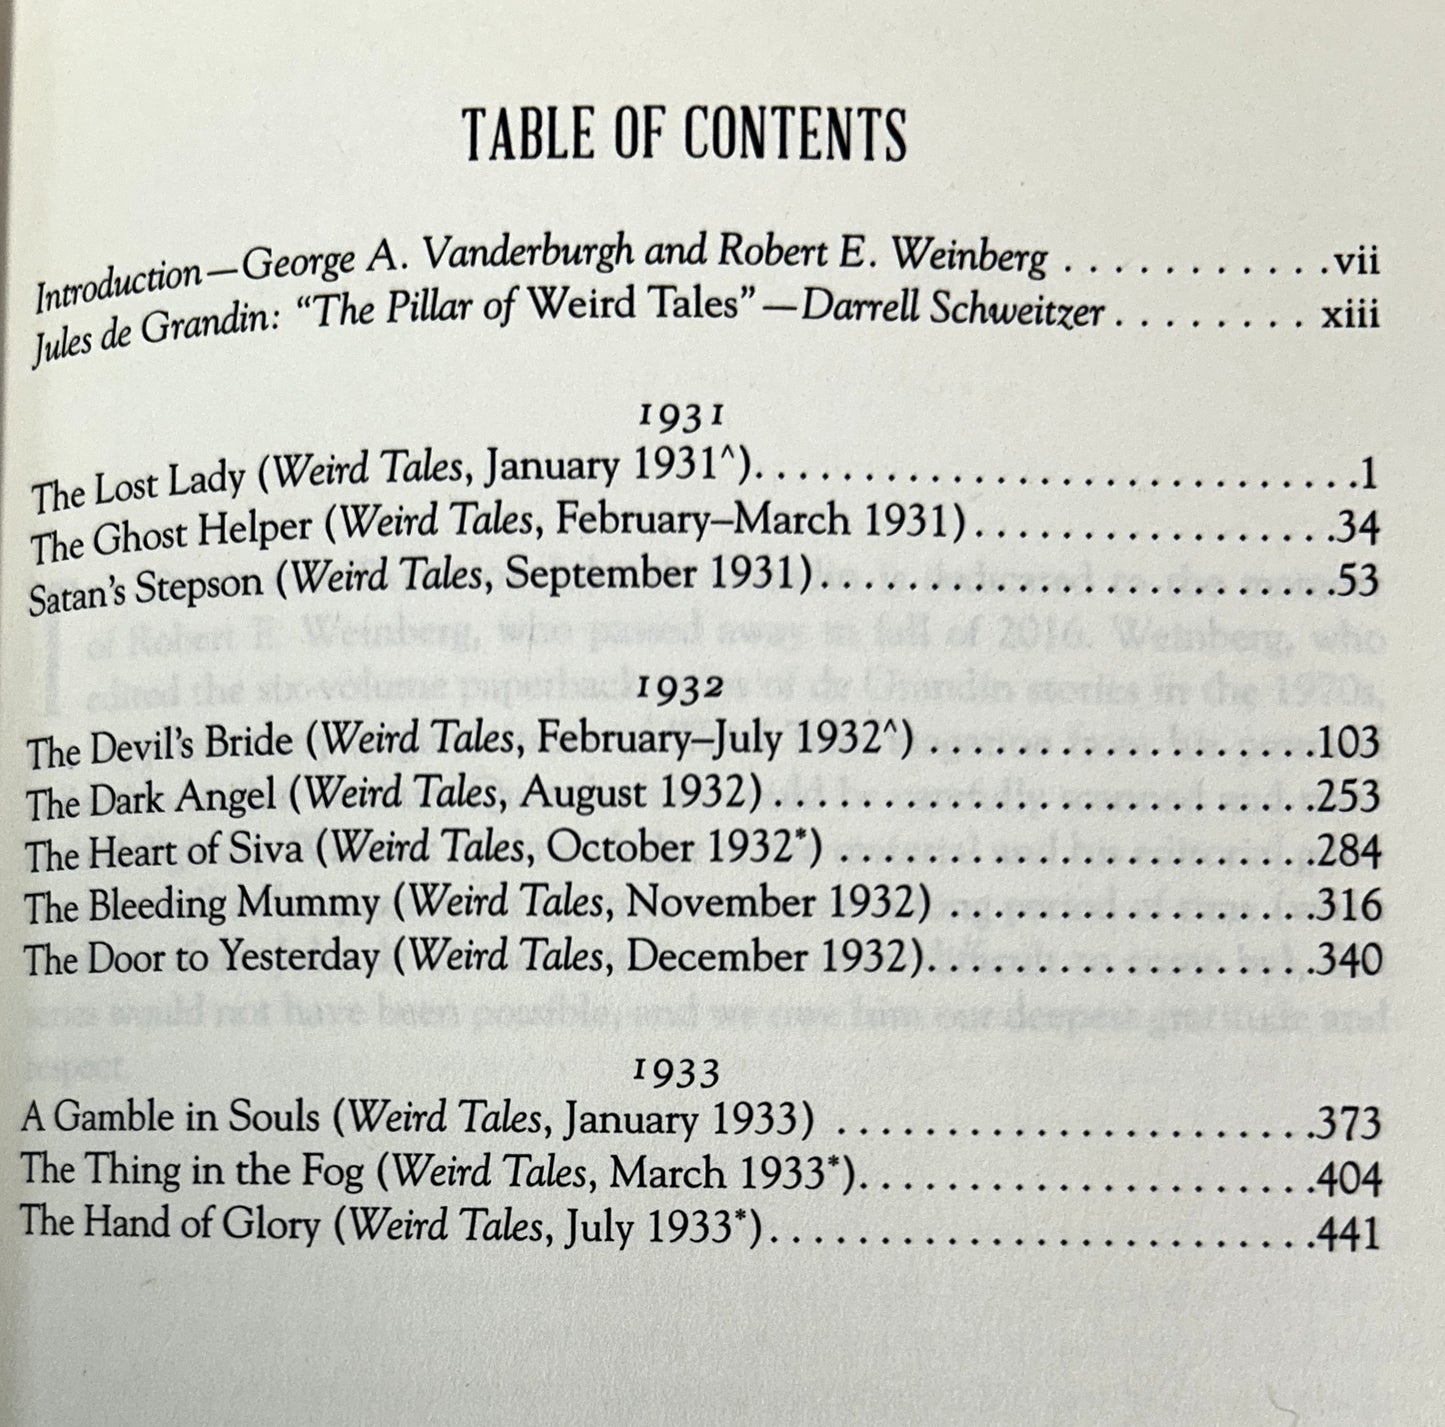 TABLE OF CONTENTS
Introduction—George A. Vanderburgh and Robert E. Weinberg . . . . . . . . . . . . .vii
Jules de Grandin: “The Pillar of Weird Tales”—Darrell Schweitzer . . . . . . . . . xiii
1931
The Lost Lady (Weird Tales, January 1931^). . . . . . . . . . . . . . . . . . . . . . . . . . . . .1
The Ghost Helper (Weird Tales, February–March 1931). . . . . . . . . . . . . . . . . .34
Satan’s Stepson (Weird Tales, September 1931). . . . . . . . . . . . . . . . . . . . . . . . .53
1932
The Devil’s Bride (Weird Tales, February–July 1932^) . . . . . . . . . . . . . . . . . . .103
The Dark Angel (Weird Tales, August 1932) . . . . . . . . . . . . . . . . . . . . . . . . . .253
The Heart of Siva (Weird Tales, October 1932*) . . . . . . . . . . . . . . . . . . . . . . .284
The Bleeding Mummy (Weird Tales, November 1932) . . . . . . . . . . . . . . . . . .316
The Door to Yesterday (Weird Tales, December 1932). . . . . . . . . . . . . . . . . . .340
1933
A Gamble in Souls (Weird Tales, January 1933) . . . . . . . . . . . . . . . . . . . . . . .373
The Thing in the Fog (Weird Tales, March 1933*). . . . . . . . . . . . . . . . . . . . . .404
The Hand of Glory (Weird Tales, July 1933*). . . . . . . . . . . . . . . . . . . . . . . . . .441